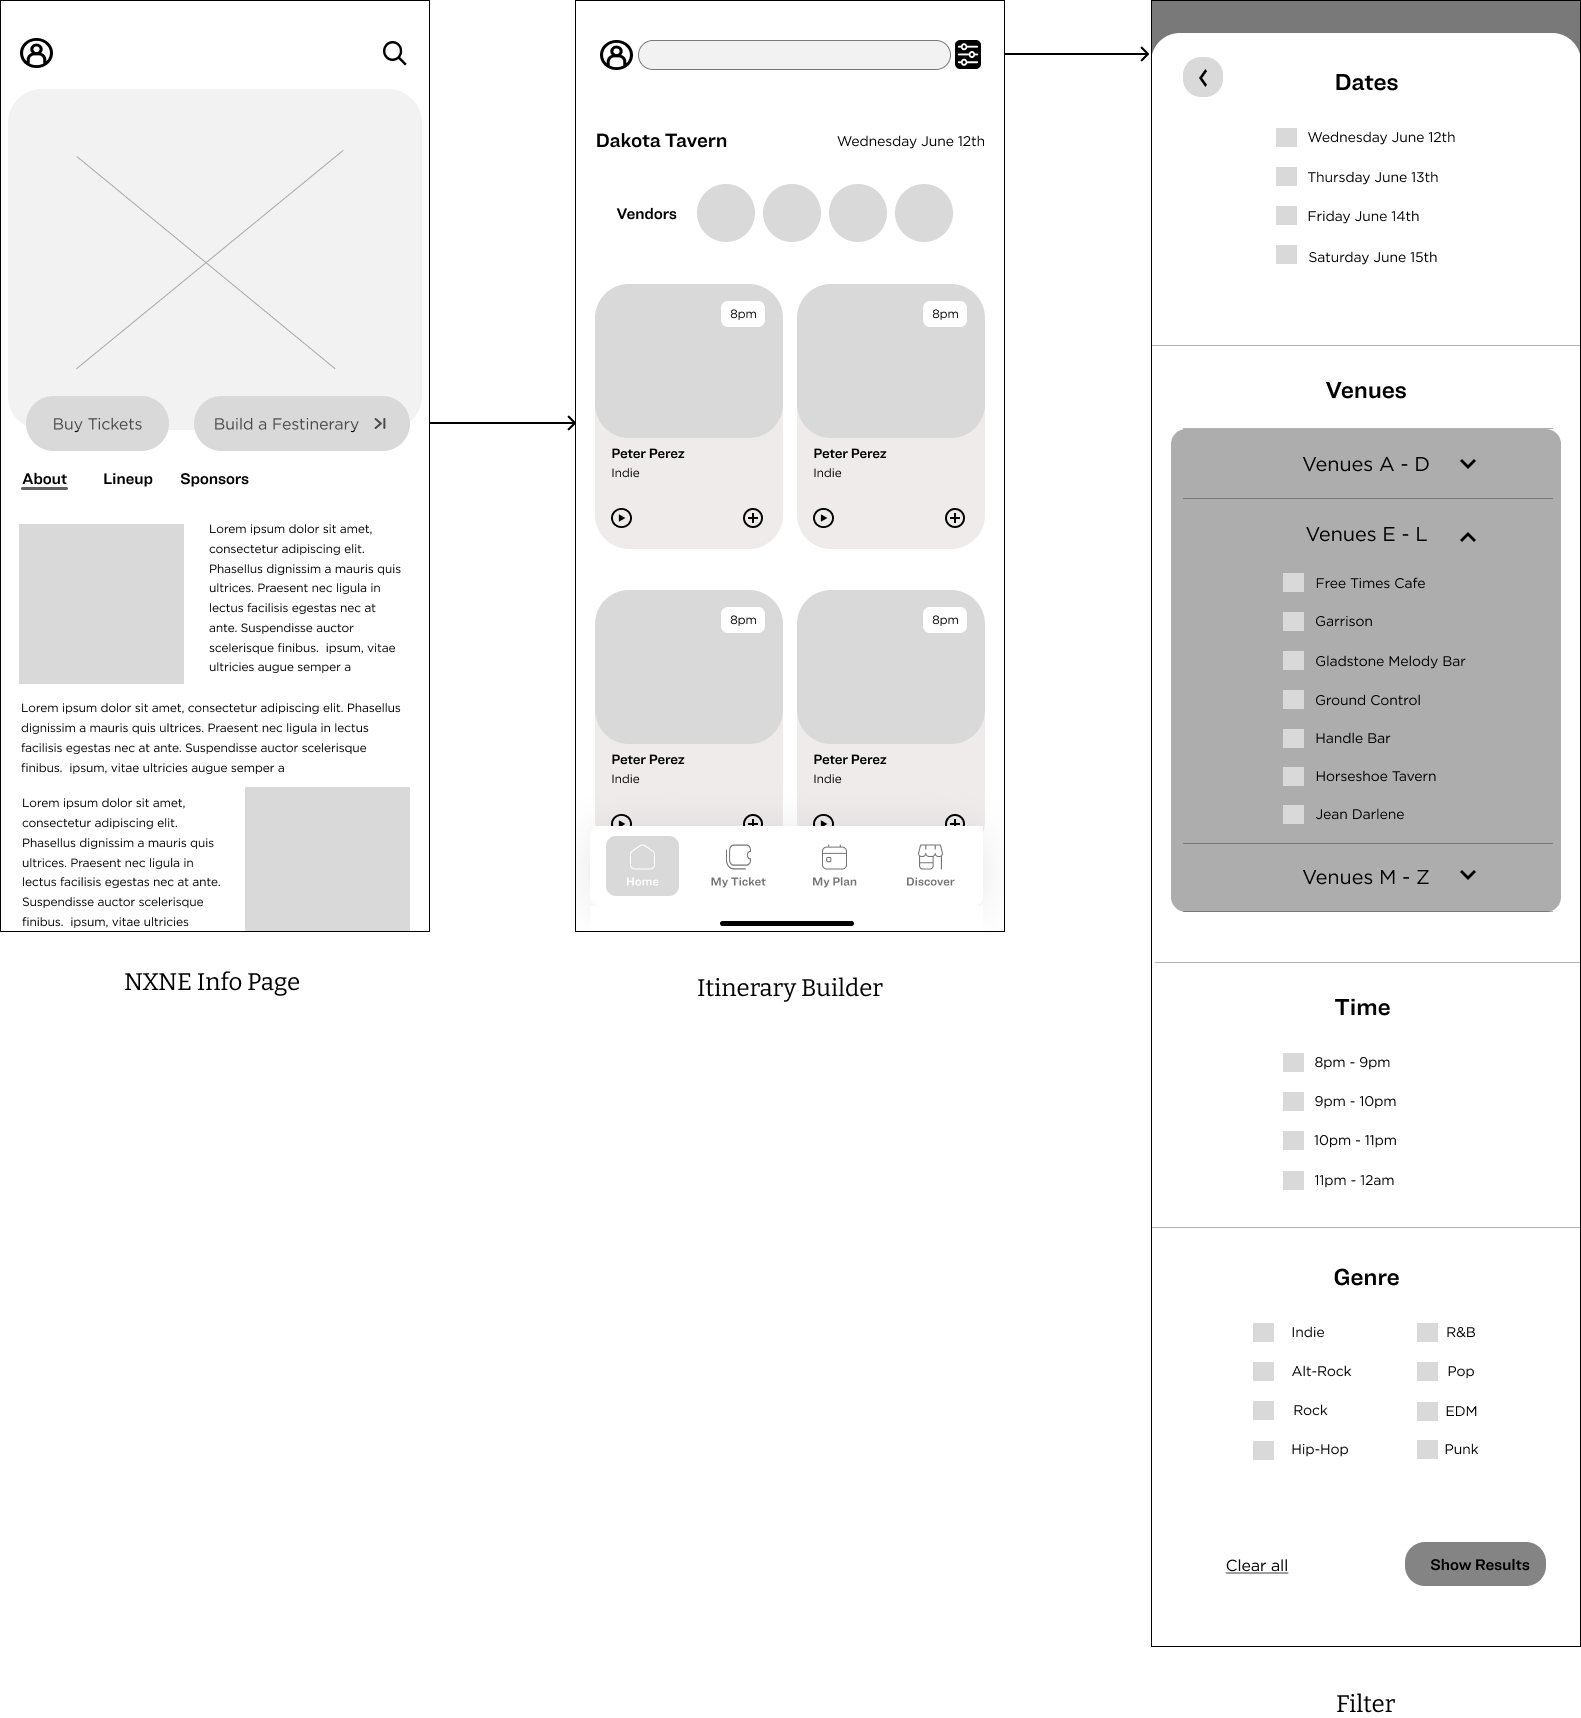 Buy Tickets
Build a Festinerary
About
Lineup
Sponsors
Lorem ipsum dolor sit amet,
consectetur adipiscing elit.
Phasellus dignissim a mauris quis
ultrices. Praesent nec ligula in
lectus facilisis egestas nec at
ante. Suspendisse auctor
scelerisque finibus.  ipsum, vitae
ultricies augue semper a
Lorem ipsum dolor sit amet, consectetur adipiscing elit. Phasellus
dignissim a mauris quis ultrices. Praesent nec ligula in lectus
facilisis egestas nec at ante. Suspendisse auctor scelerisque
finibus.  ipsum, vitae ultricies augue semper a
Lorem ipsum dolor sit amet,
consectetur adipiscing elit.
Phasellus dignissim a mauris quis
ultrices. Praesent nec ligula in
lectus facilisis egestas nec at ante.
Suspendisse auctor scelerisque
finibus.  ipsum, vitae ultricies
NXNE Info Page
Dakota Tavern
Wednesday June 12th
Vendors
8pm
8pm
Peter Perez
Indie
Peter Perez
Indie
8pm
8pm
Peter Perez
Indie
Peter Perez
Indie
Home
My Ticket
My Plan
Discover
Itinerary Builder
Dates
Wednesday June 12th
Thursday June 13th
Friday June 14th
Saturday June 15th
Venues
Venues A - D
Venues E - L
Free Times Cafe
Garrison
Gladstone Melody Bar
Ground Control
Handle Bar
Horseshoe Tavern
Jean Darlene
Venues M - Z
Time
8pm - 9pm
9pm - 10pm
10pm - 11pm
11pm - 12am
Genre
Indie
R&B
Alt-Rock
Pop
Rock
EDM
Hip-Hop
Punk
Clear all
Show Results
Filter